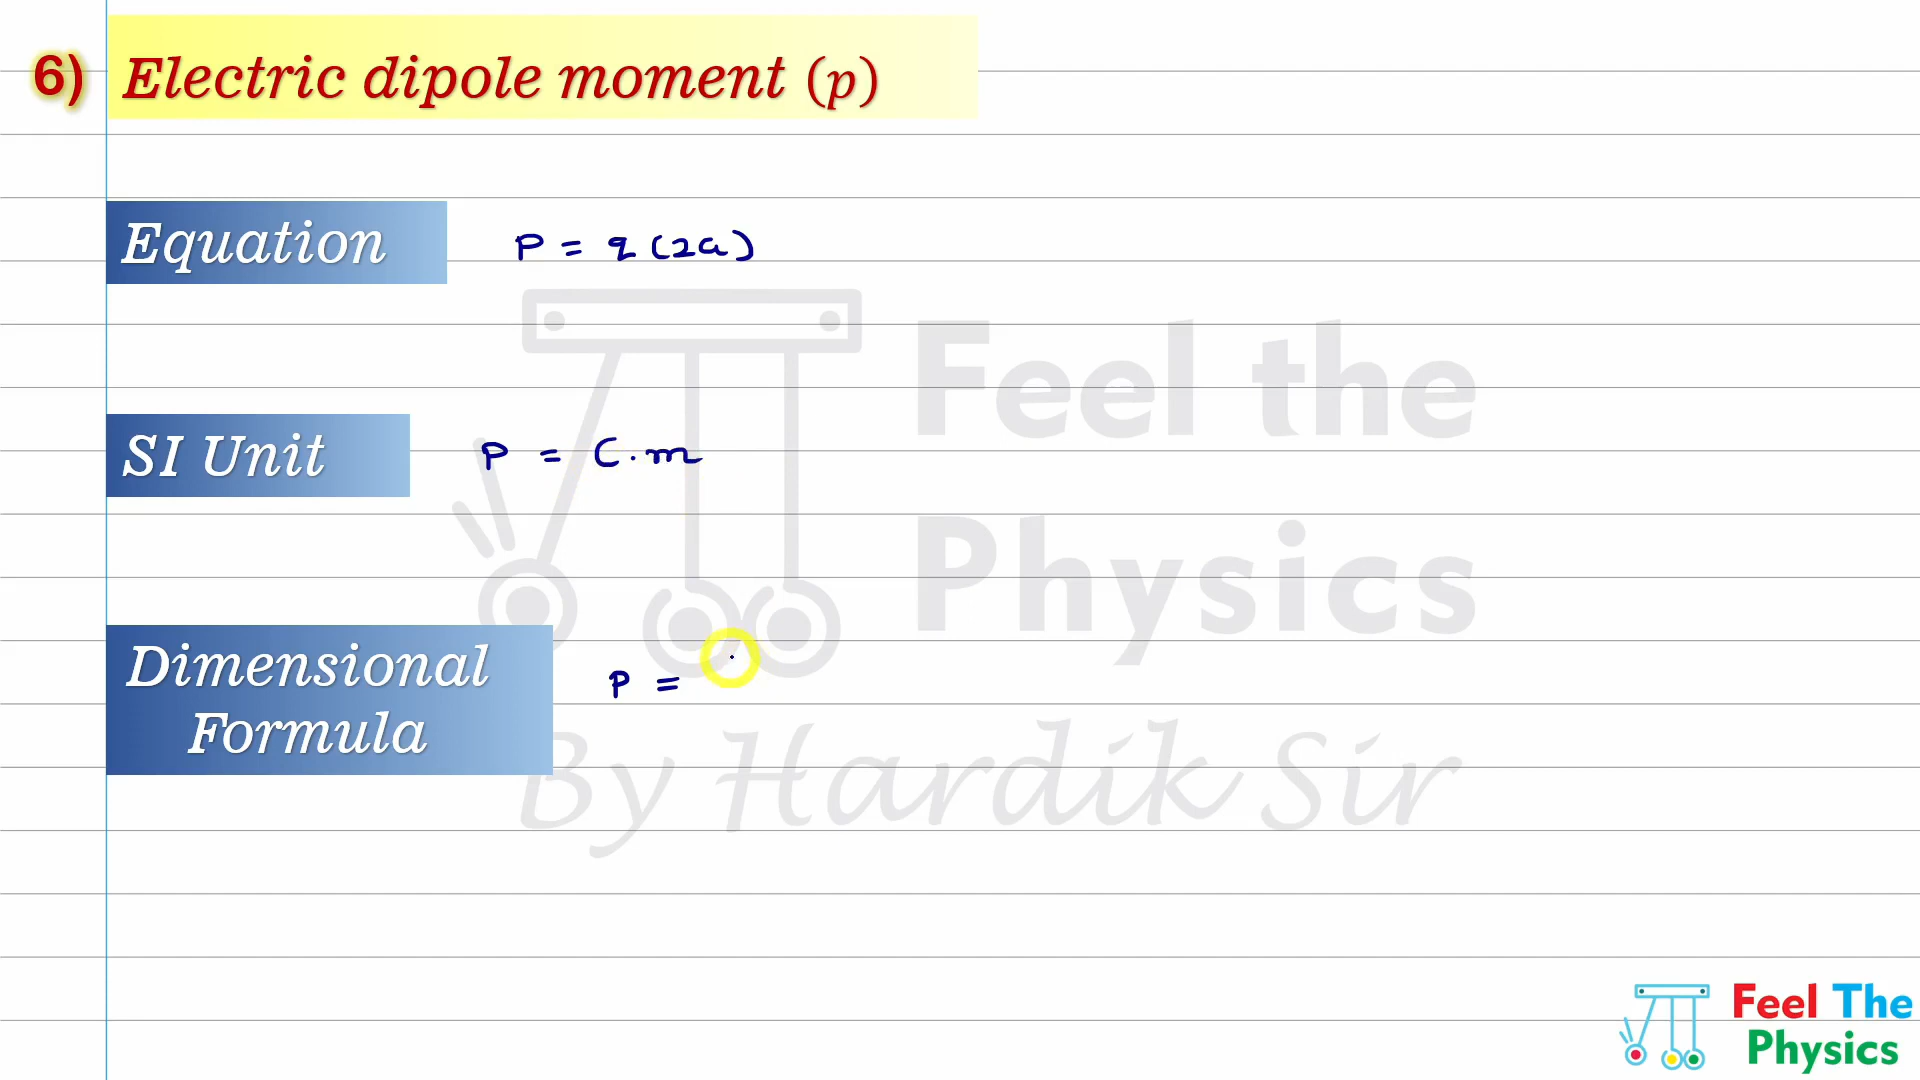 6) Electric dipole moment (p)
Equation P = q (2a)
Feel the
SI Unit P = C.m
Physics
Dimensional
Formula
P =
By Hardik Sir
Feel The
Physics